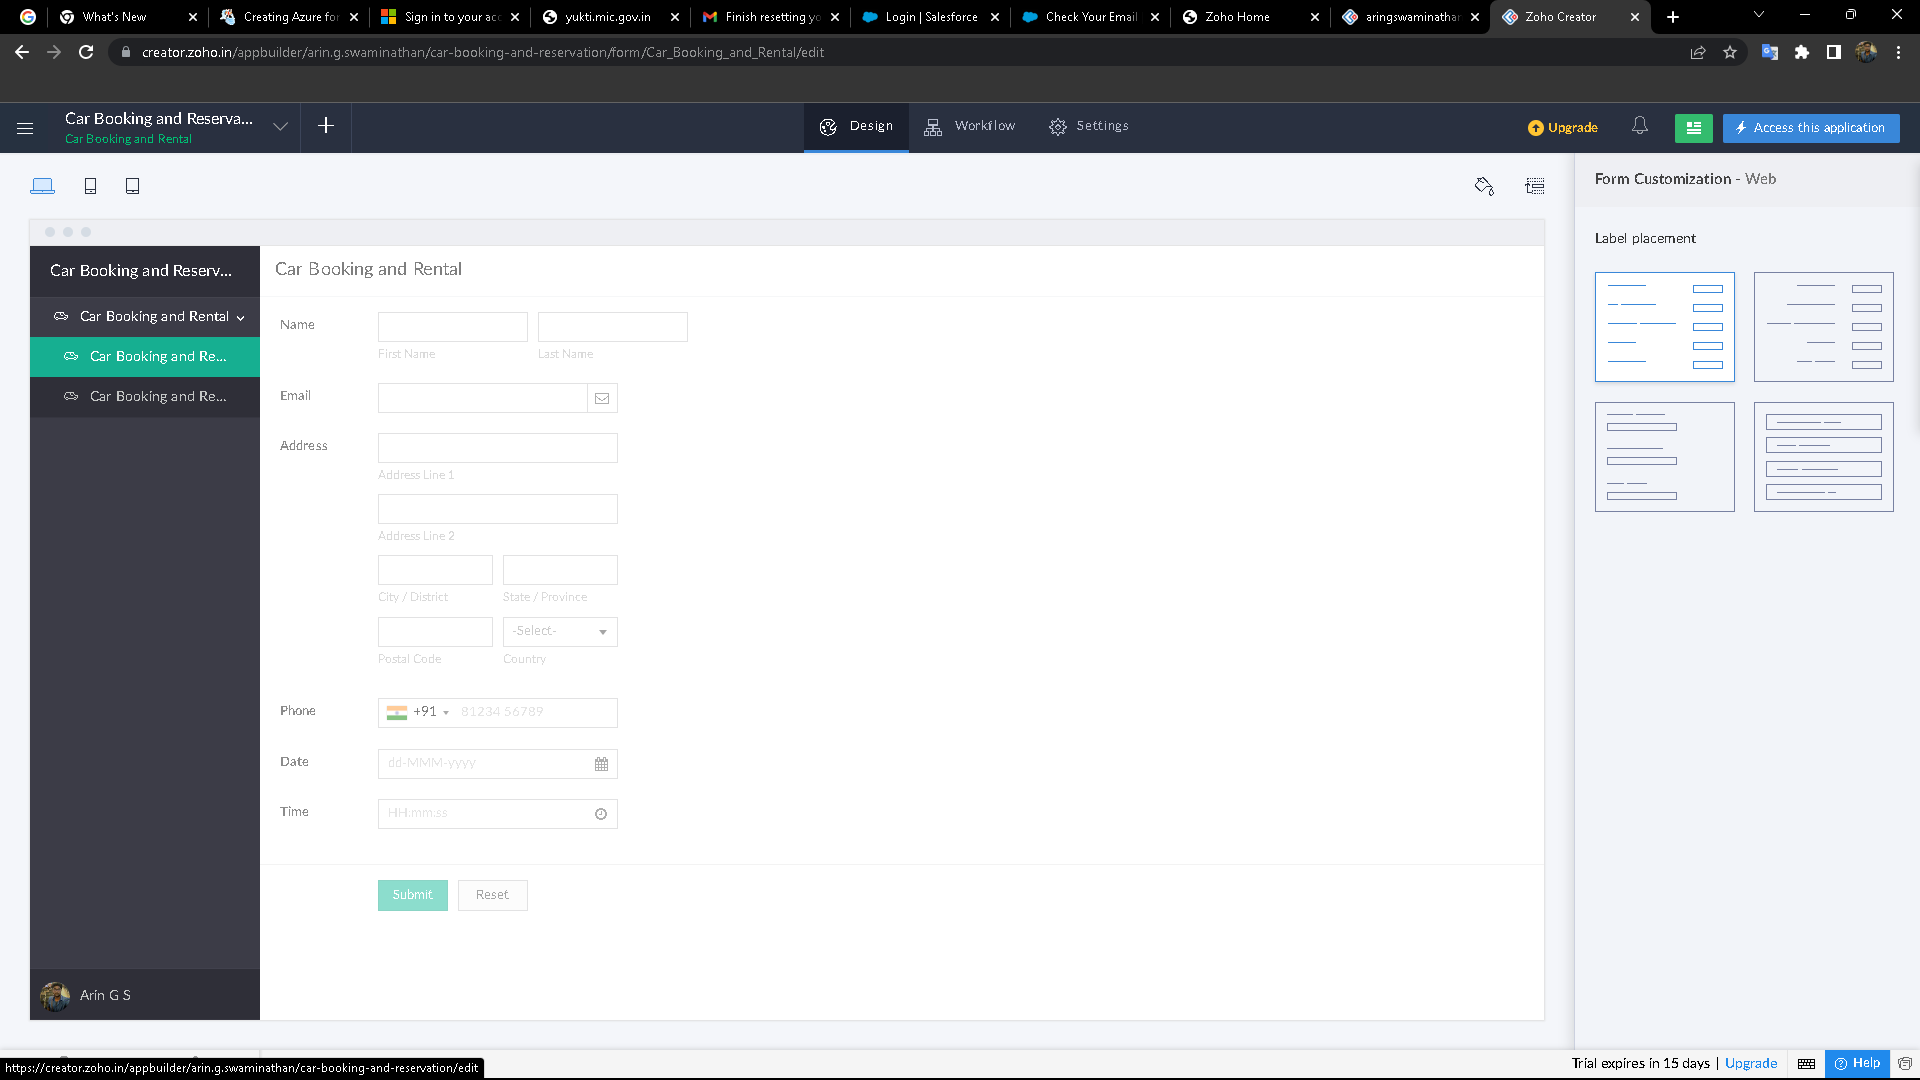 What's New
Creating Azure for
Sign in to your acc
yukti.mic.gov.in
Finish resetting yo
Login | Salesforce
Check Your Email
Zoho Home
aringswaminathan
Zoho Creator
creator.zoho.in/appbuilder/arin.g.swaminathan/car-booking-and-reservation/form/Car_Booking_and_Rental/edit
Car Booking and Reserva...
Car Booking and Rental
Design
Workflow
Settings
Upgrade
Access this application
Form Customization - Web
Label placement
Car Booking and Reserv...
Car Booking and Rental
Car Booking and Re...
Car Booking and Re...
Car Booking and Rental
Name
First Name
Last Name
Email
Address
Address Line 1
Address Line 2
City / District
State / Province
-Select-
Postal Code
Country
Phone
+91
81234 56789
Date
dd-MMM-yyyy
Time
HH:mm:ss
Submit
Reset
Arin G S
https://creator.zoho.in/appbuilder/arin.g.swaminathan/car-booking-and-reservation/edit
Trial expires in 15 days | Upgrade
Help